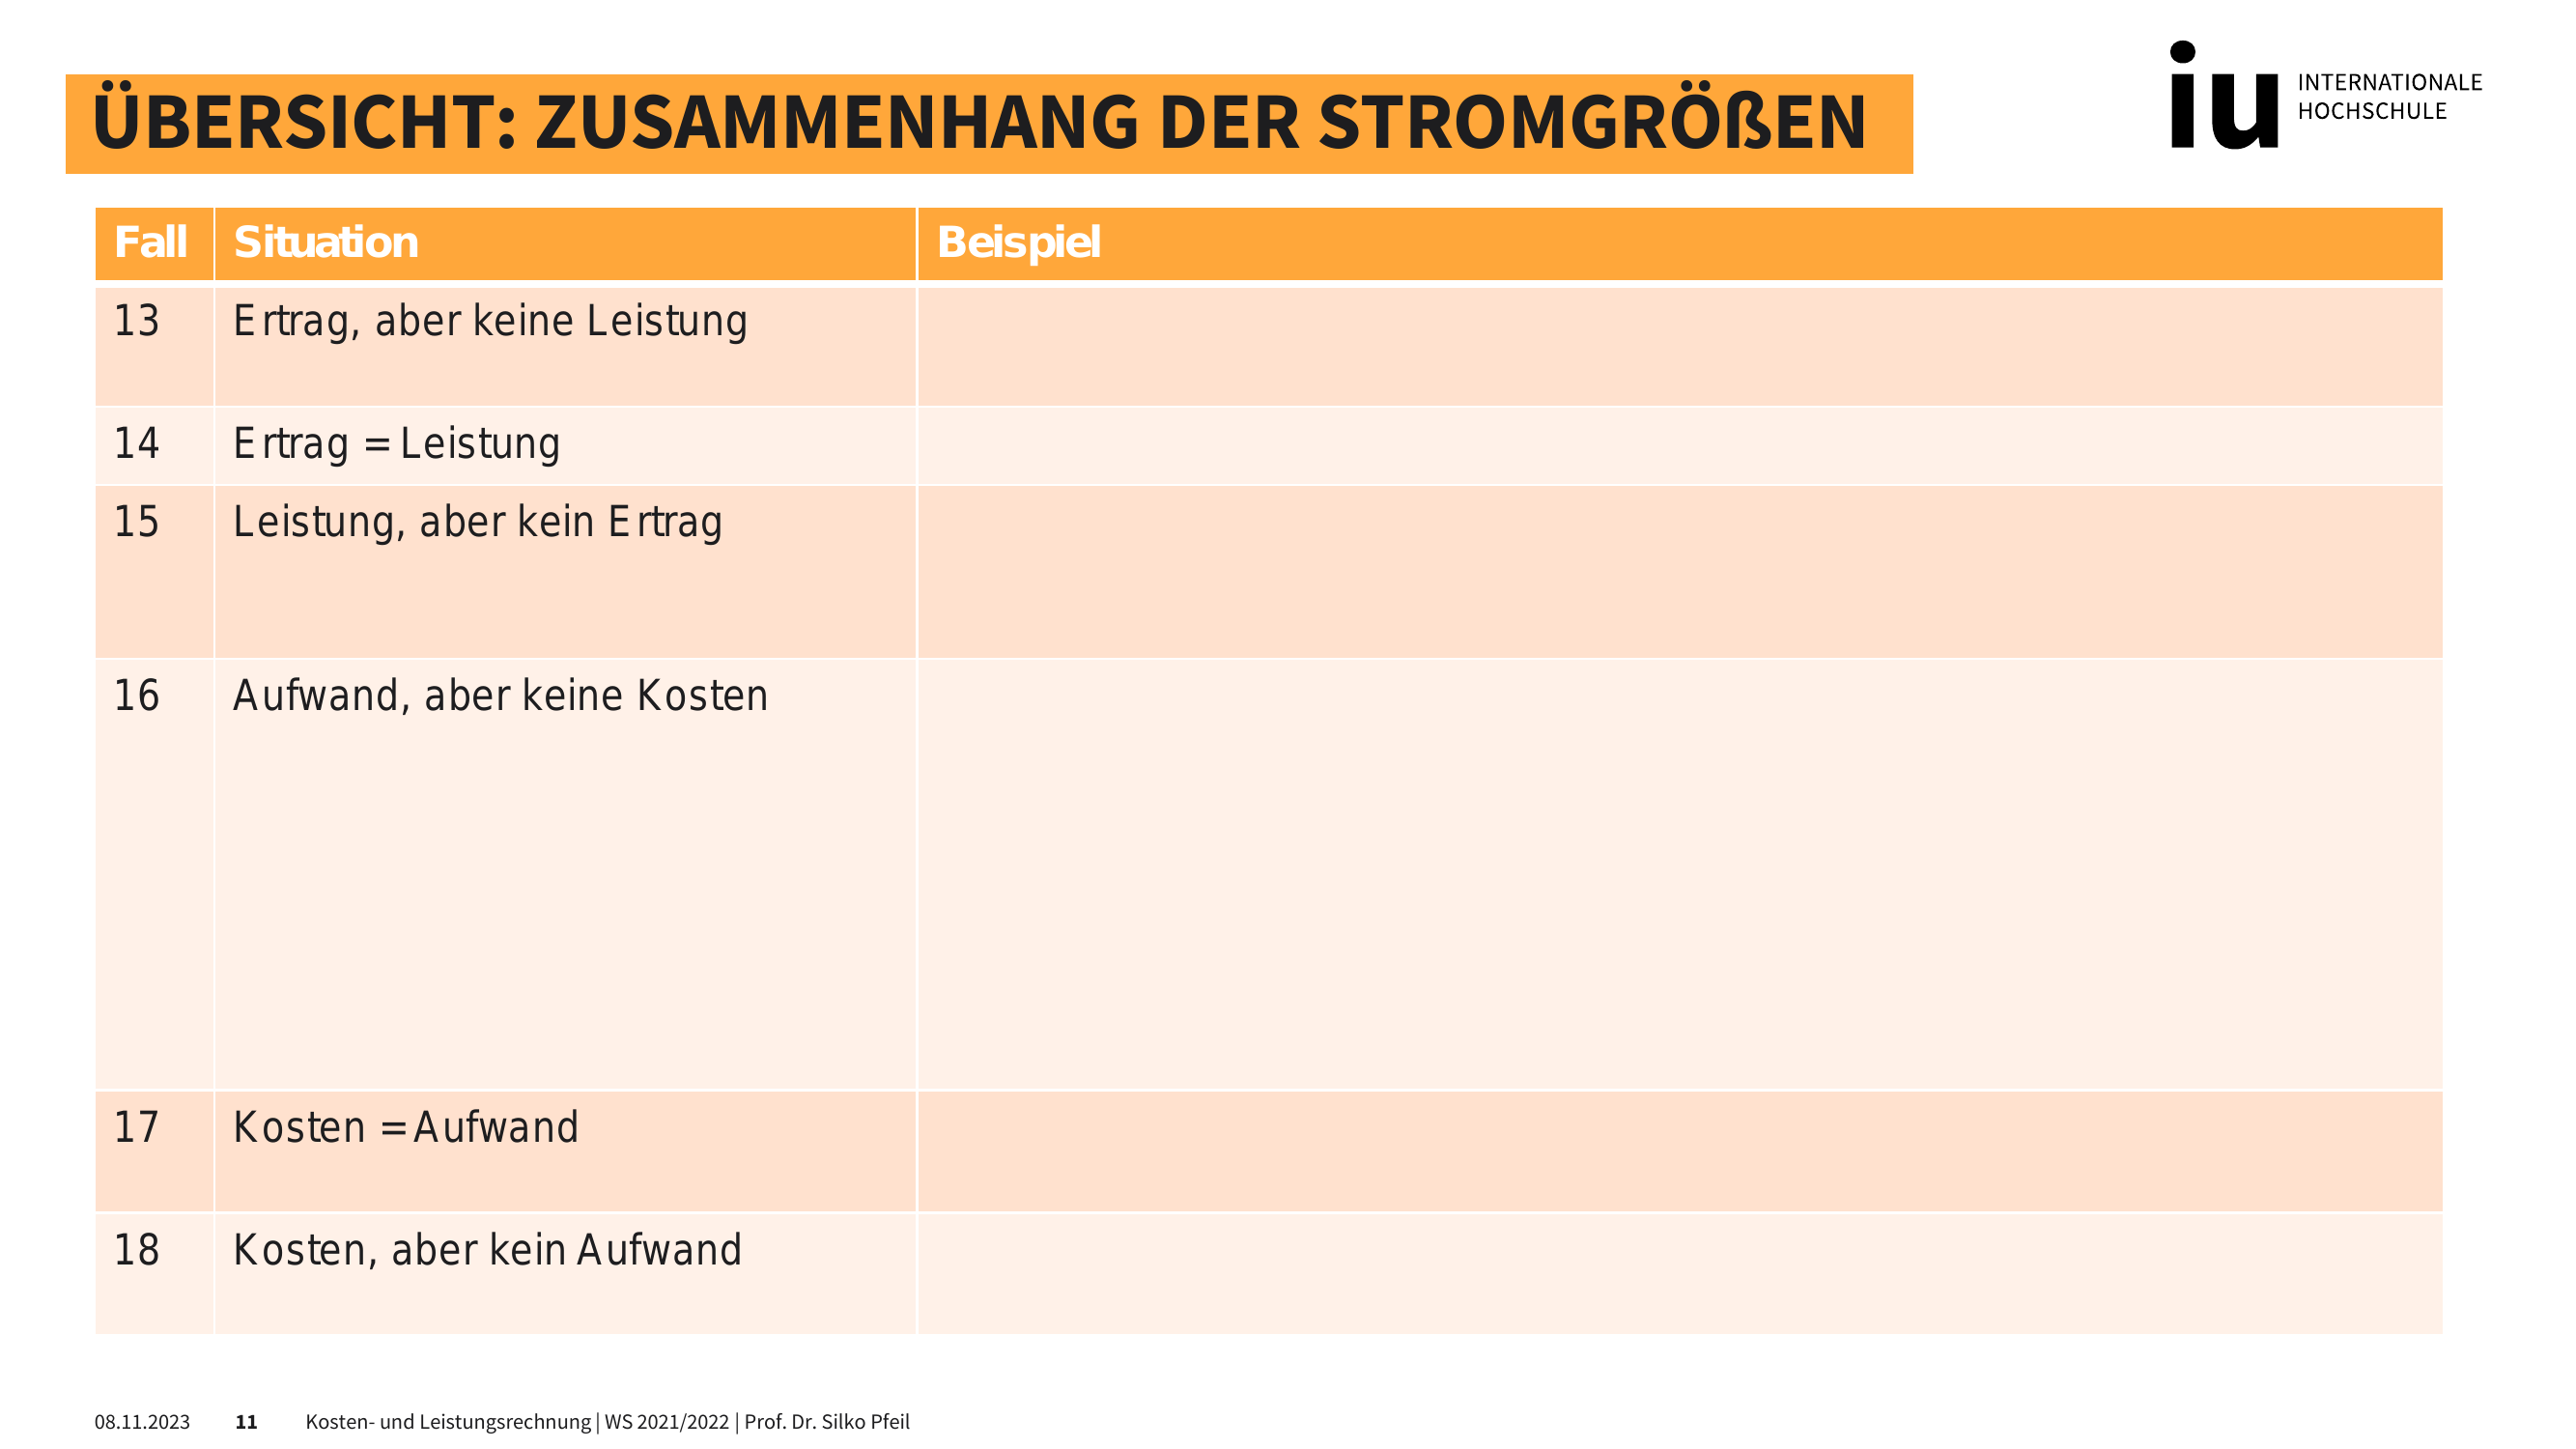 ÜBERSICHT: ZUSAMMENHANG DER STROMGRÖßEN
iu INTERNATIONALE
HOCHSCHULE
Fall Situation Beispiel
13 Ertrag, aber keine Leistung
14 Ertrag = Leistung
15 Leistung, aber kein Ertrag
16 Aufwand, aber keine Kosten
17 Kosten = Aufwand
18 Kosten, aber kein Aufwand
08.11.2023 11 Kosten- und Leistungsrechnung | WS 2021/2022 | Prof. Dr. Silko Pfeil